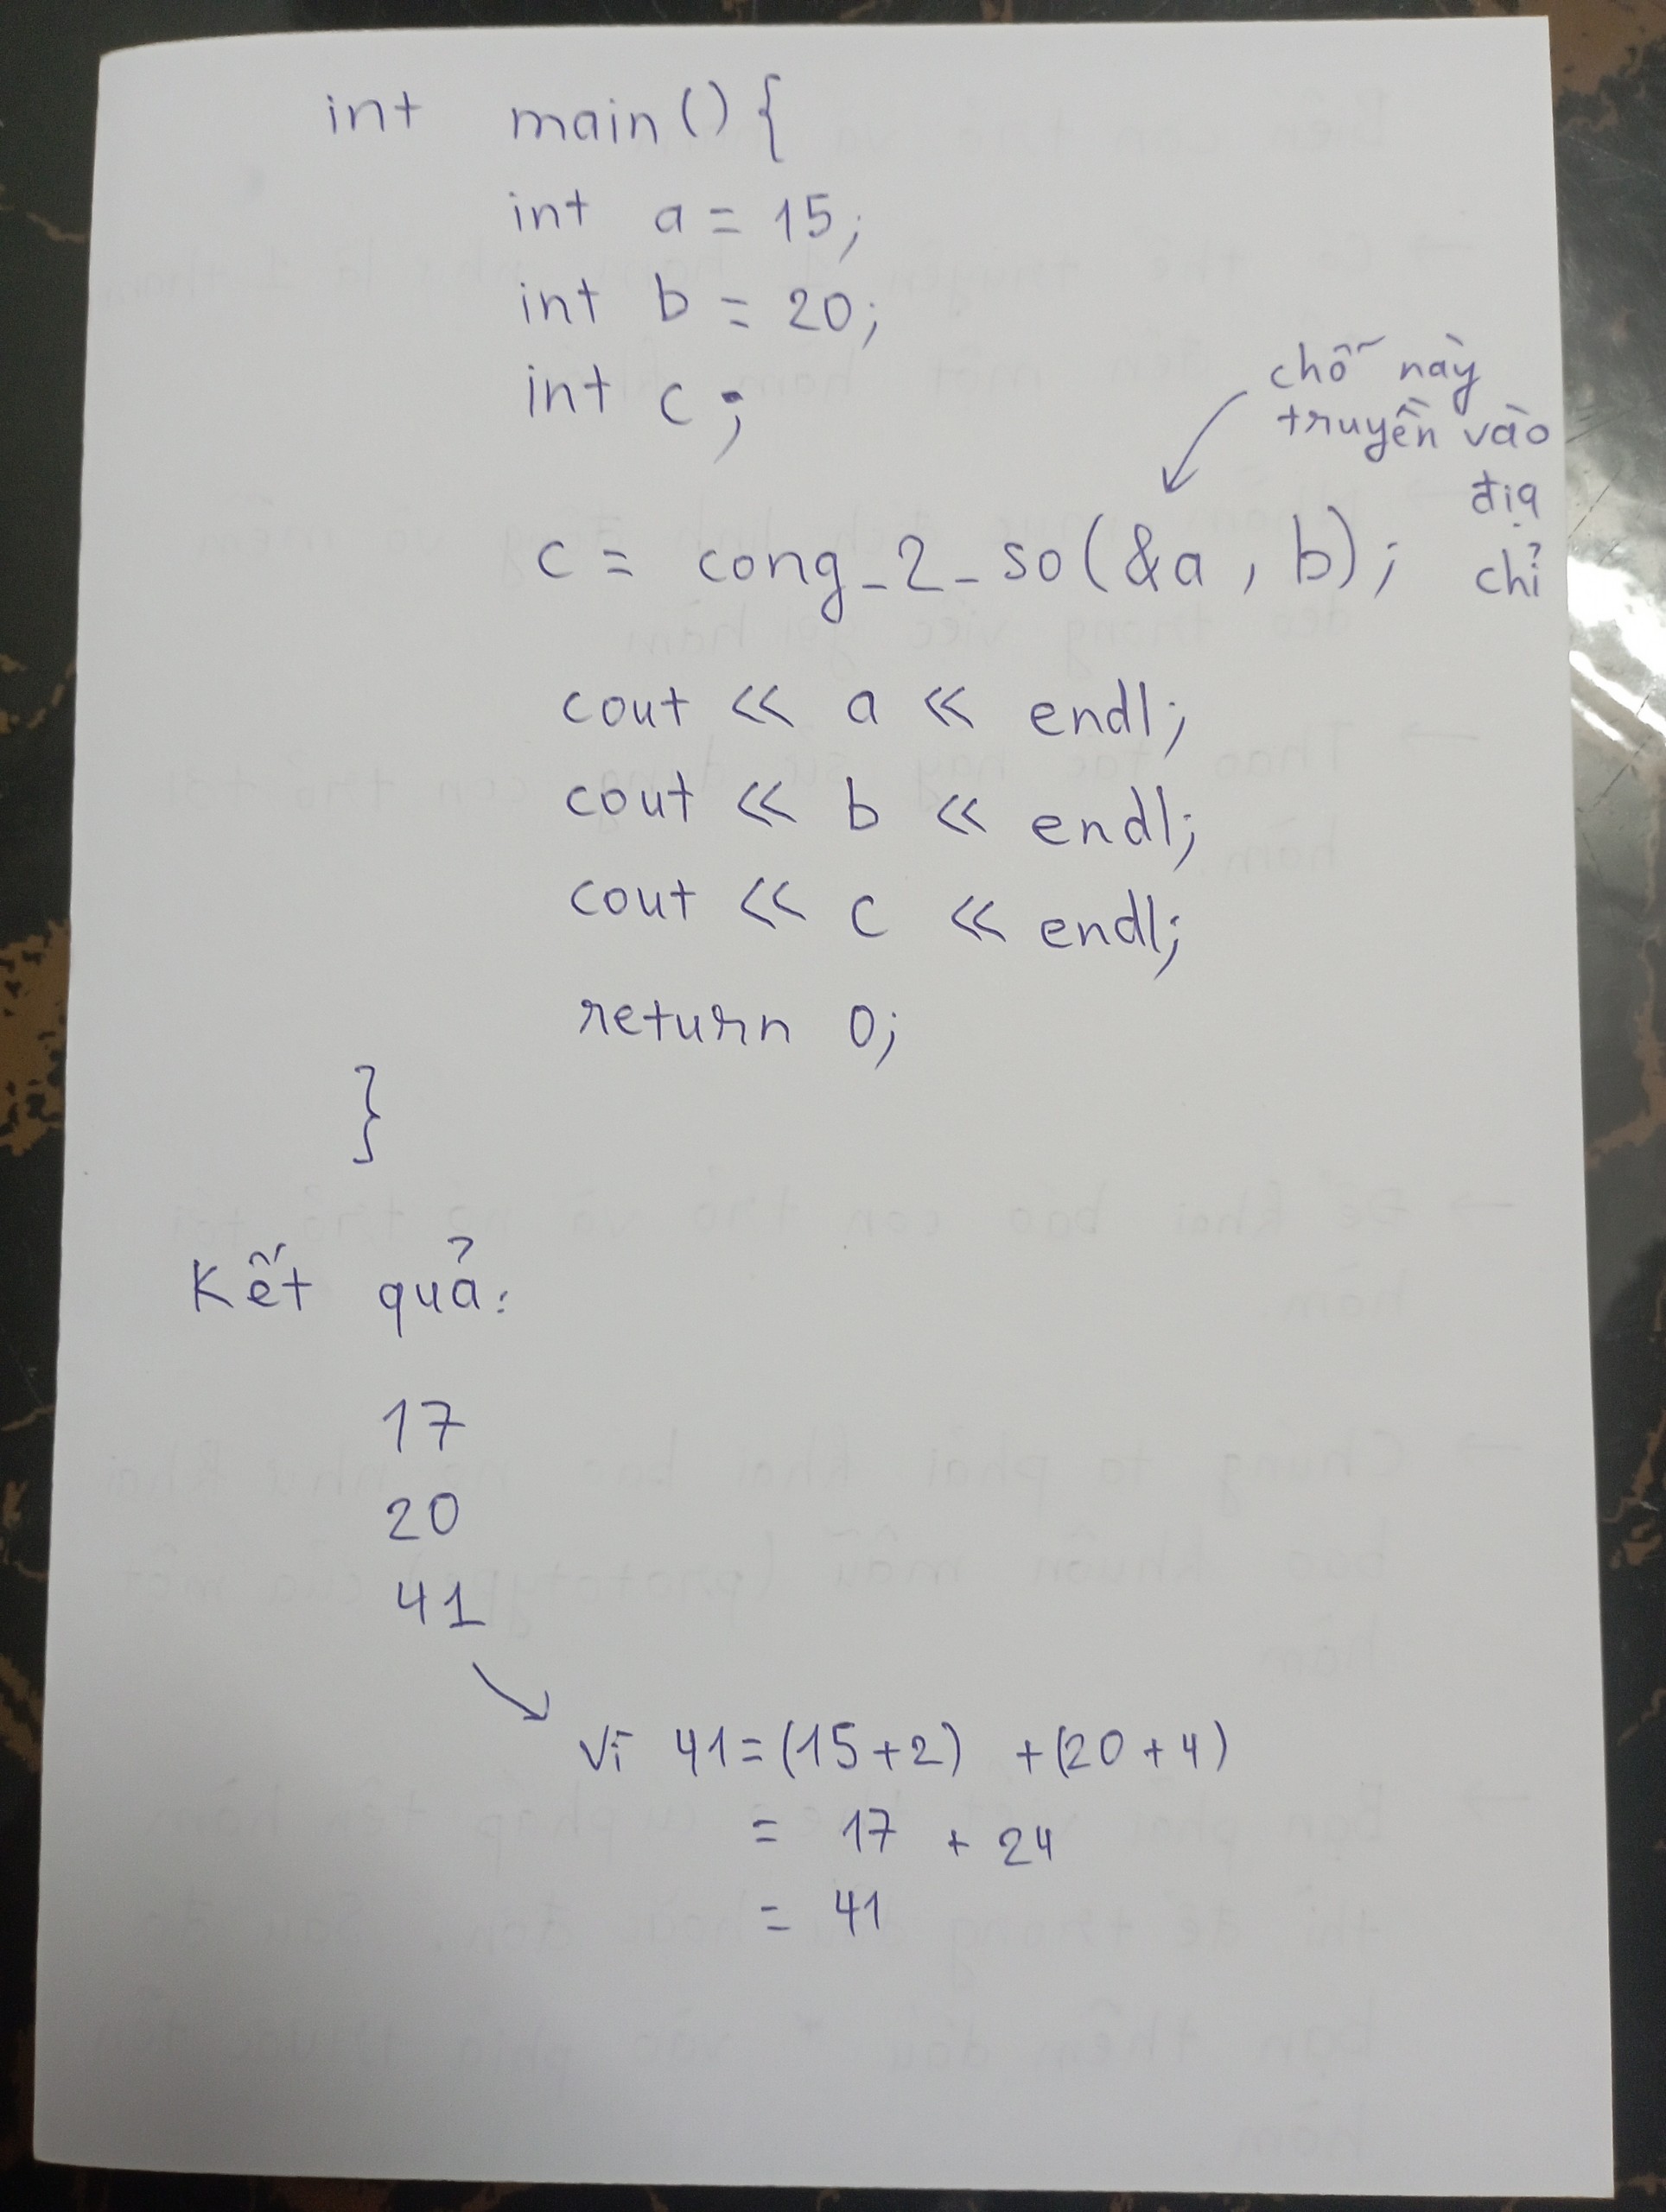 int main() {
int a = 15;
int b = 20;
int c;
chỗ này
truyền vào
địa
chỉ
c = cong_2_so(&a, b);
cout << a << endl;
cout << b << endl;
cout << c << endl;
return 0;
}
Kết quả:
17
20
41
Vì 41 = (15+2) + (20+4)
= 17 + 24
= 41